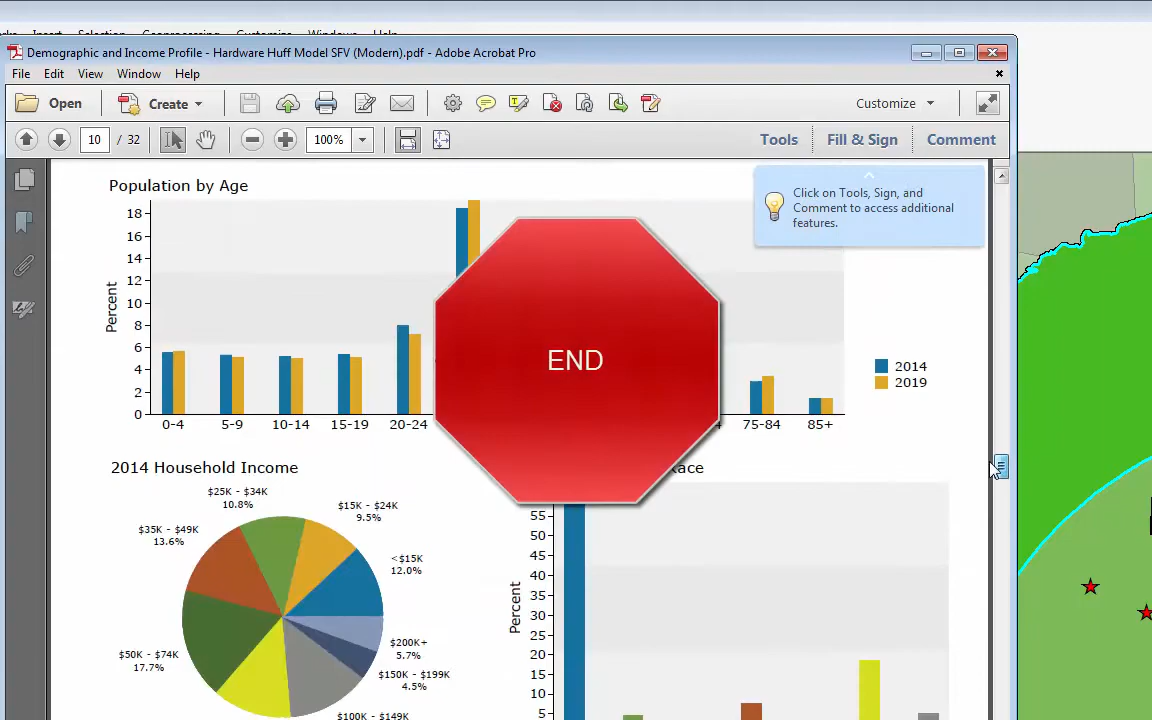 Demographic and Income Profile - Hardware Huff Model SFV (Modern).pdf - Adobe Acrobat Pro
File Edit View Window Help
Open Create Customize
10 / 32 100% Tools Fill & Sign Comment
Click on Tools, Sign, and
Comment to access additional
features.
Population by Age
Percent
18
16
14
12
10
8
6
4
2
0
0-4 5-9 10-14 15-19 20-24 75-84 85+
2014
2019
END
2014 Household Income
$25K - $34K
10.8%
$15K - $24K
9.5%
$35K - $49K
13.6%
<$15K
12.0%
$50K - $74K
17.7%
$200K+
5.7%
$150K - $199K
4.5%
$100K - $149K
Percent
55
50
45
40
35
30
25
20
15
10
5